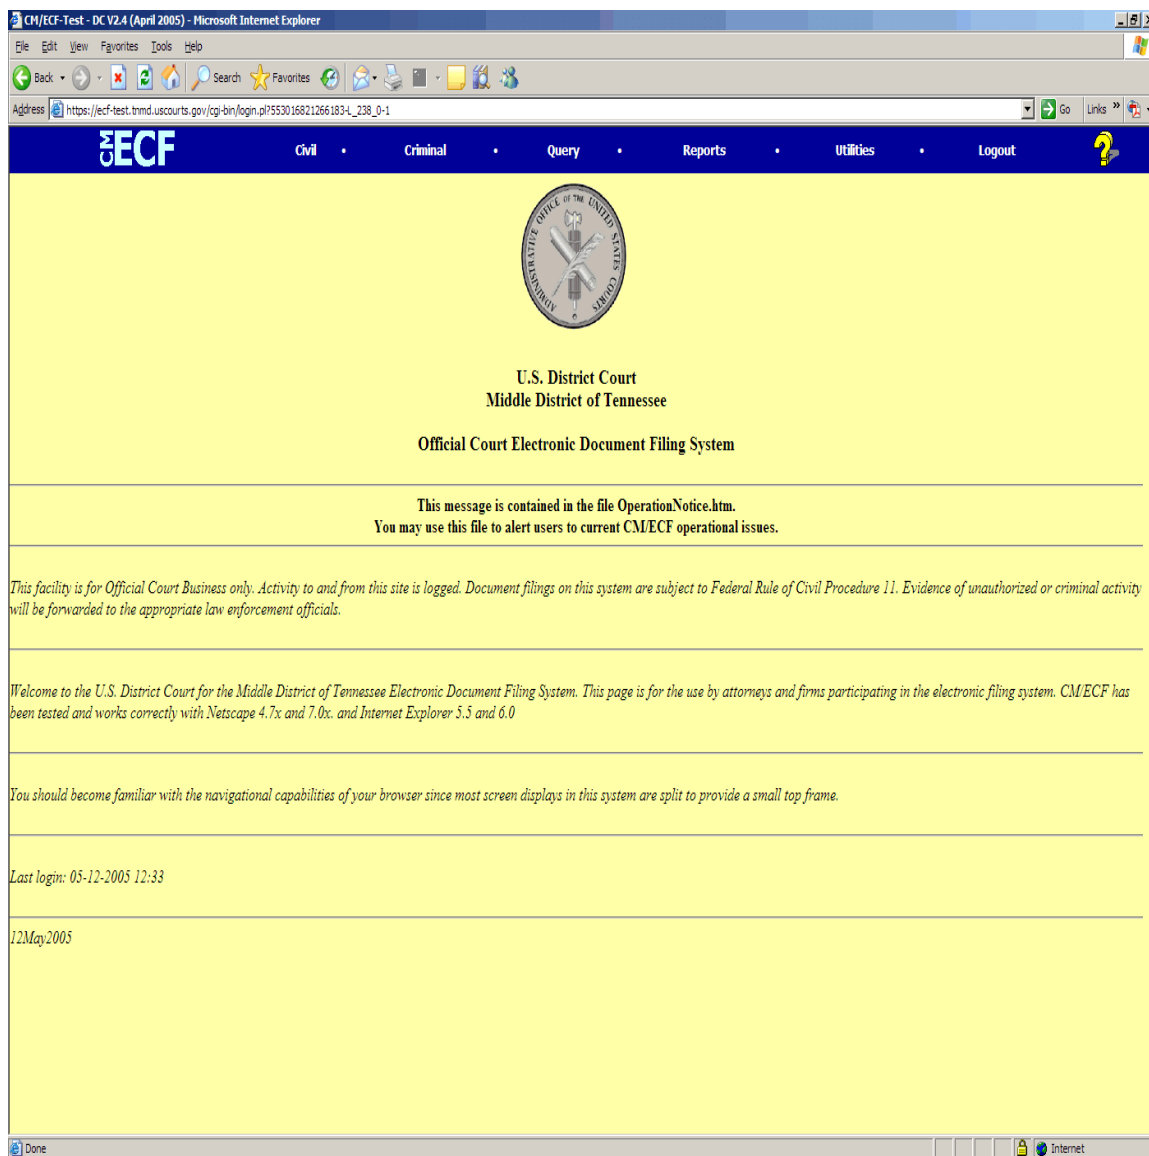 CM/ECF-Test - DC V2.4 (April 2005) - Microsoft Internet Explorer
File Edit View Favorites Tools Help
Back Search Favorites
Address https://ecf-test.tnmd.uscourts.gov/cgi-bin/login.pl?553016821266183-L_238_0-1 Go Links »
CM ECF Civil • Criminal • Query • Reports • Utilities • Logout ?
ADMINISTRATIVE OFFICE OF THE UNITED STATES COURTS
U.S. District Court
Middle District of Tennessee
Official Court Electronic Document Filing System
This message is contained in the file OperationNotice.htm.
You may use this file to alert users to current CM/ECF operational issues.
This facility is for Official Court Business only. Activity to and from this site is logged. Document filings on this system are subject to Federal Rule of Civil Procedure 11. Evidence of unauthorized or criminal activity
will be forwarded to the appropriate law enforcement officials.
Welcome to the U.S. District Court for the Middle District of Tennessee Electronic Document Filing System. This page is for the use by attorneys and firms participating in the electronic filing system. CM/ECF has
been tested and works correctly with Netscape 4.7x and 7.0x. and Internet Explorer 5.5 and 6.0
You should become familiar with the navigational capabilities of your browser since most screen displays in this system are split to provide a small top frame.
Last login: 05-12-2005 12:33
12May2005
Done Internet